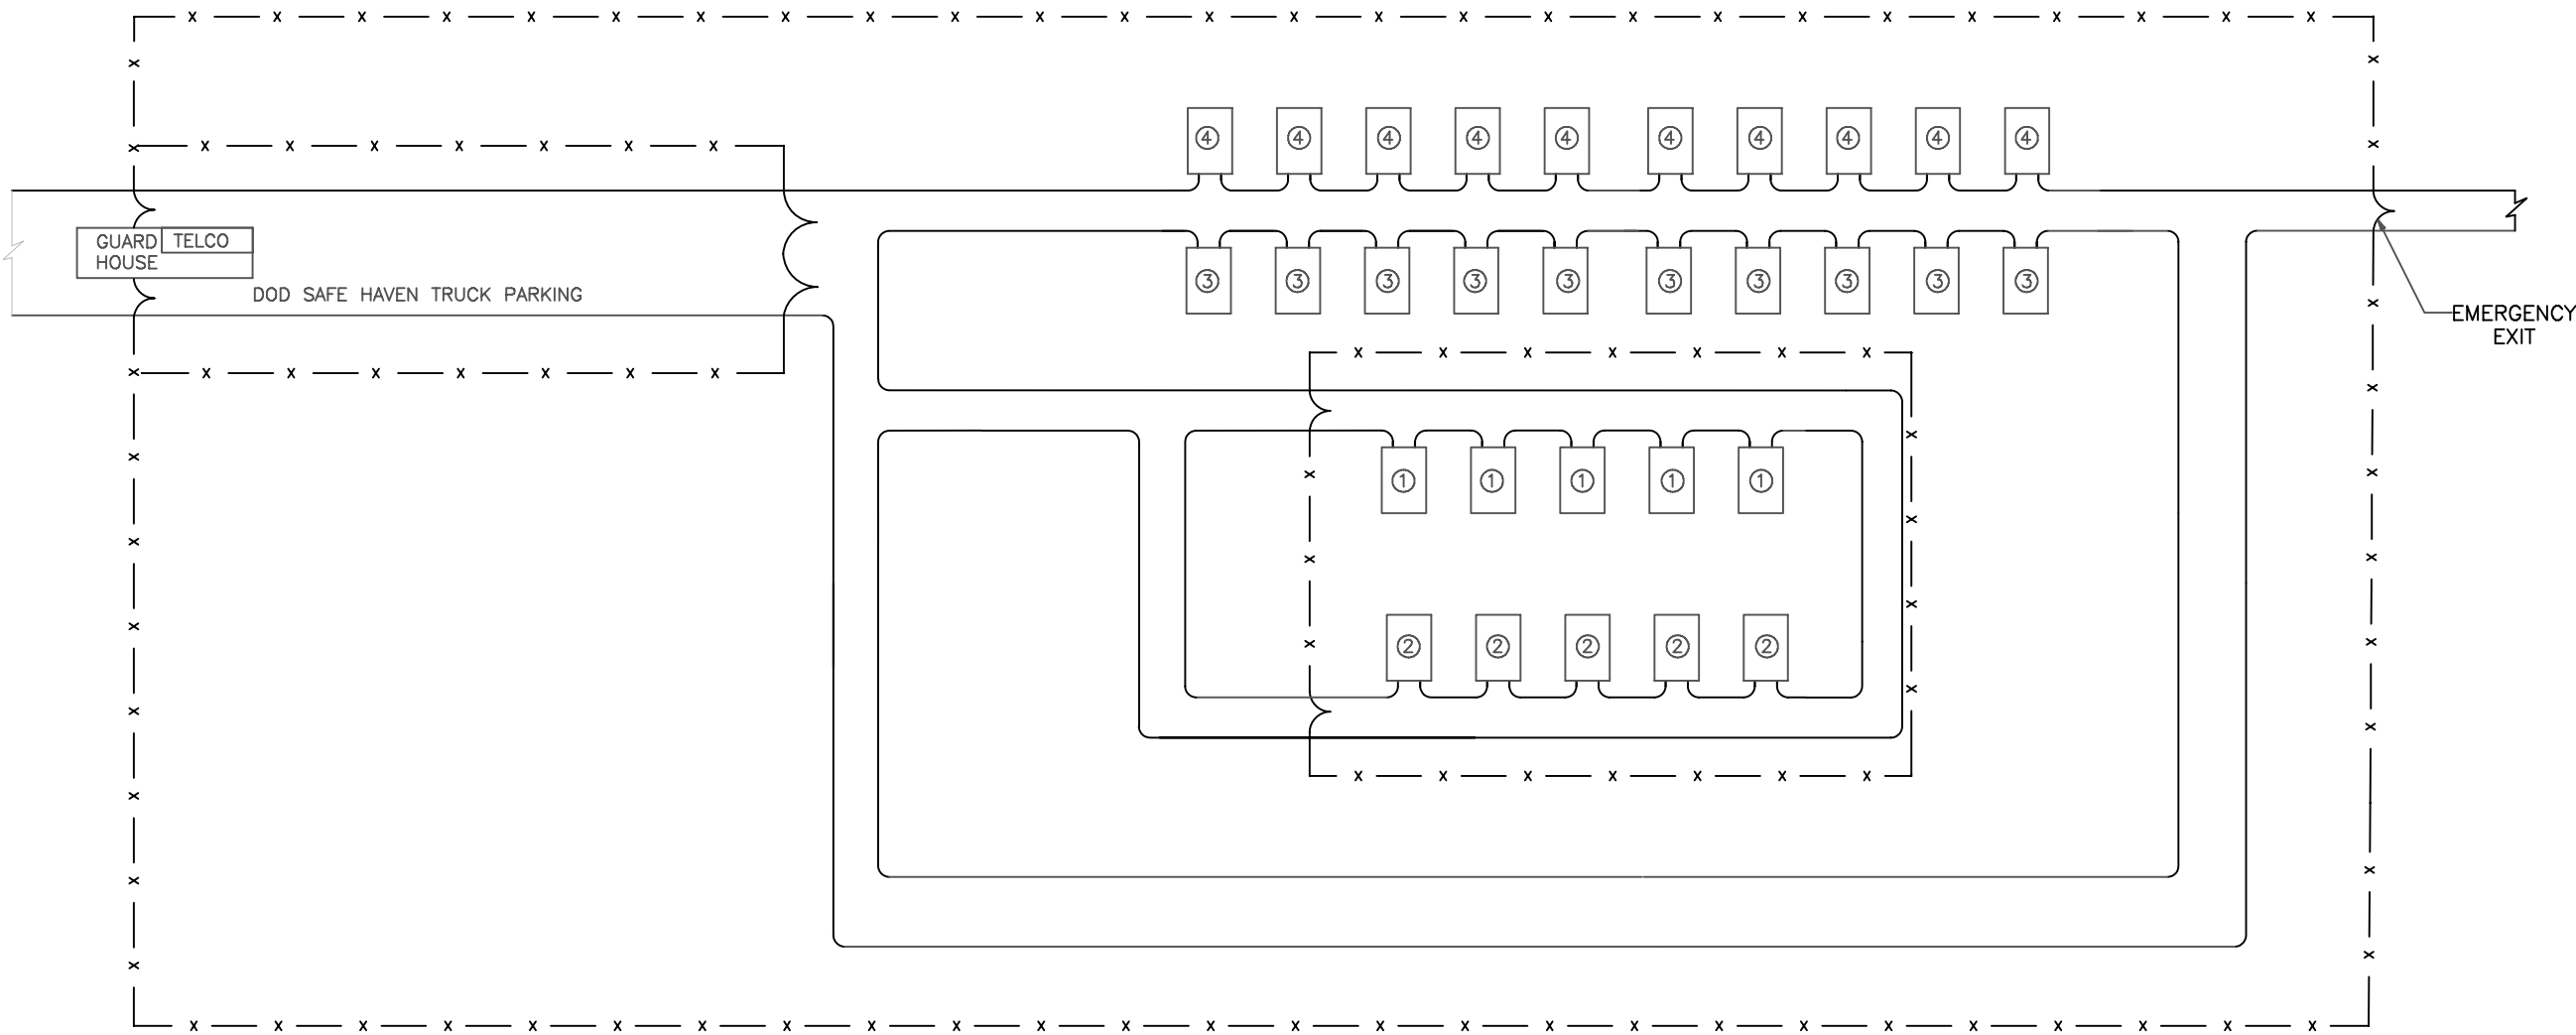 ④ ④ ④ ④ ④ ④ ④ ④ ④ ④
GUARD TELCO
HOUSE
DOD SAFE HAVEN TRUCK PARKING
③ ③ ③ ③ ③ ③ ③ ③ ③ ③
EMERGENCY
EXIT
① ① ① ① ①
② ② ② ② ②